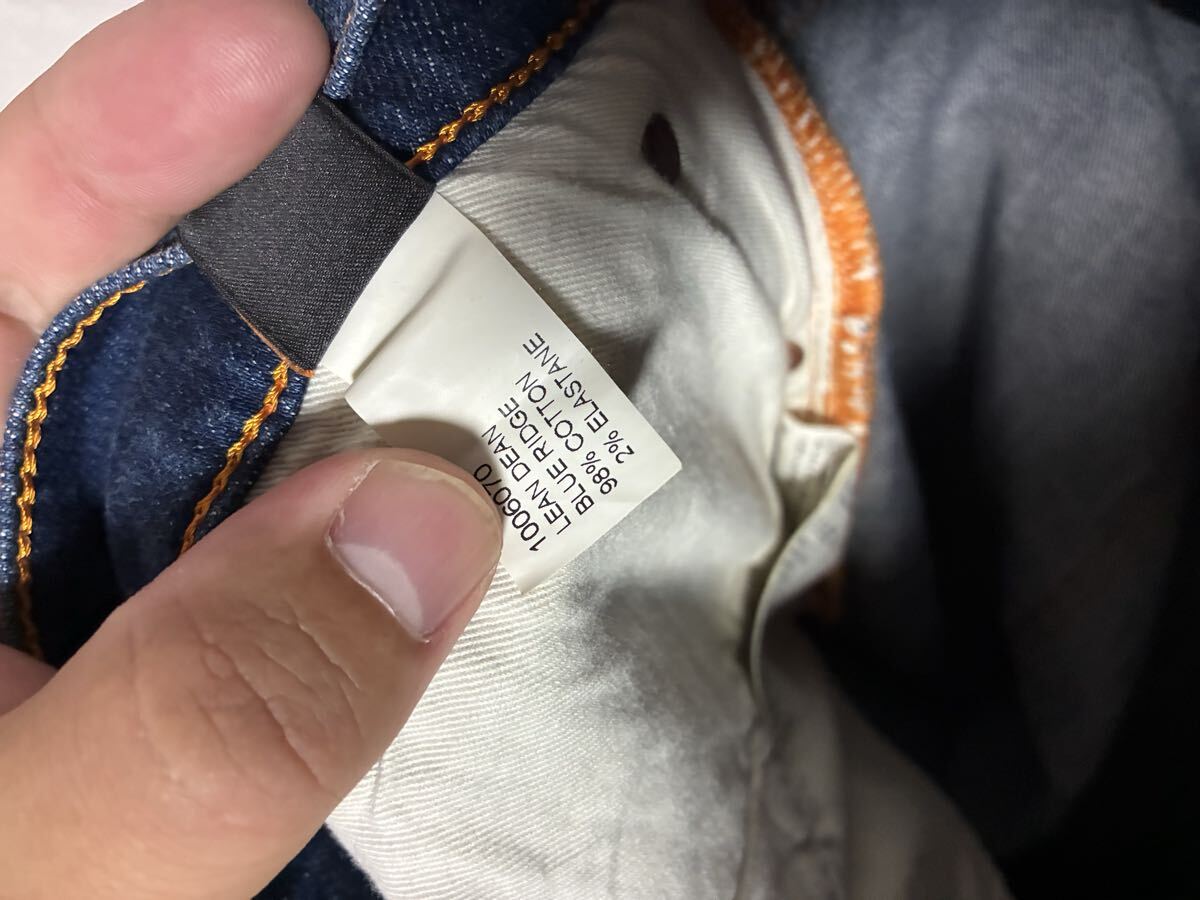 1006070
LEAN DEAN
BLUE RIDGE
98% COTTON
2% ELASTANE